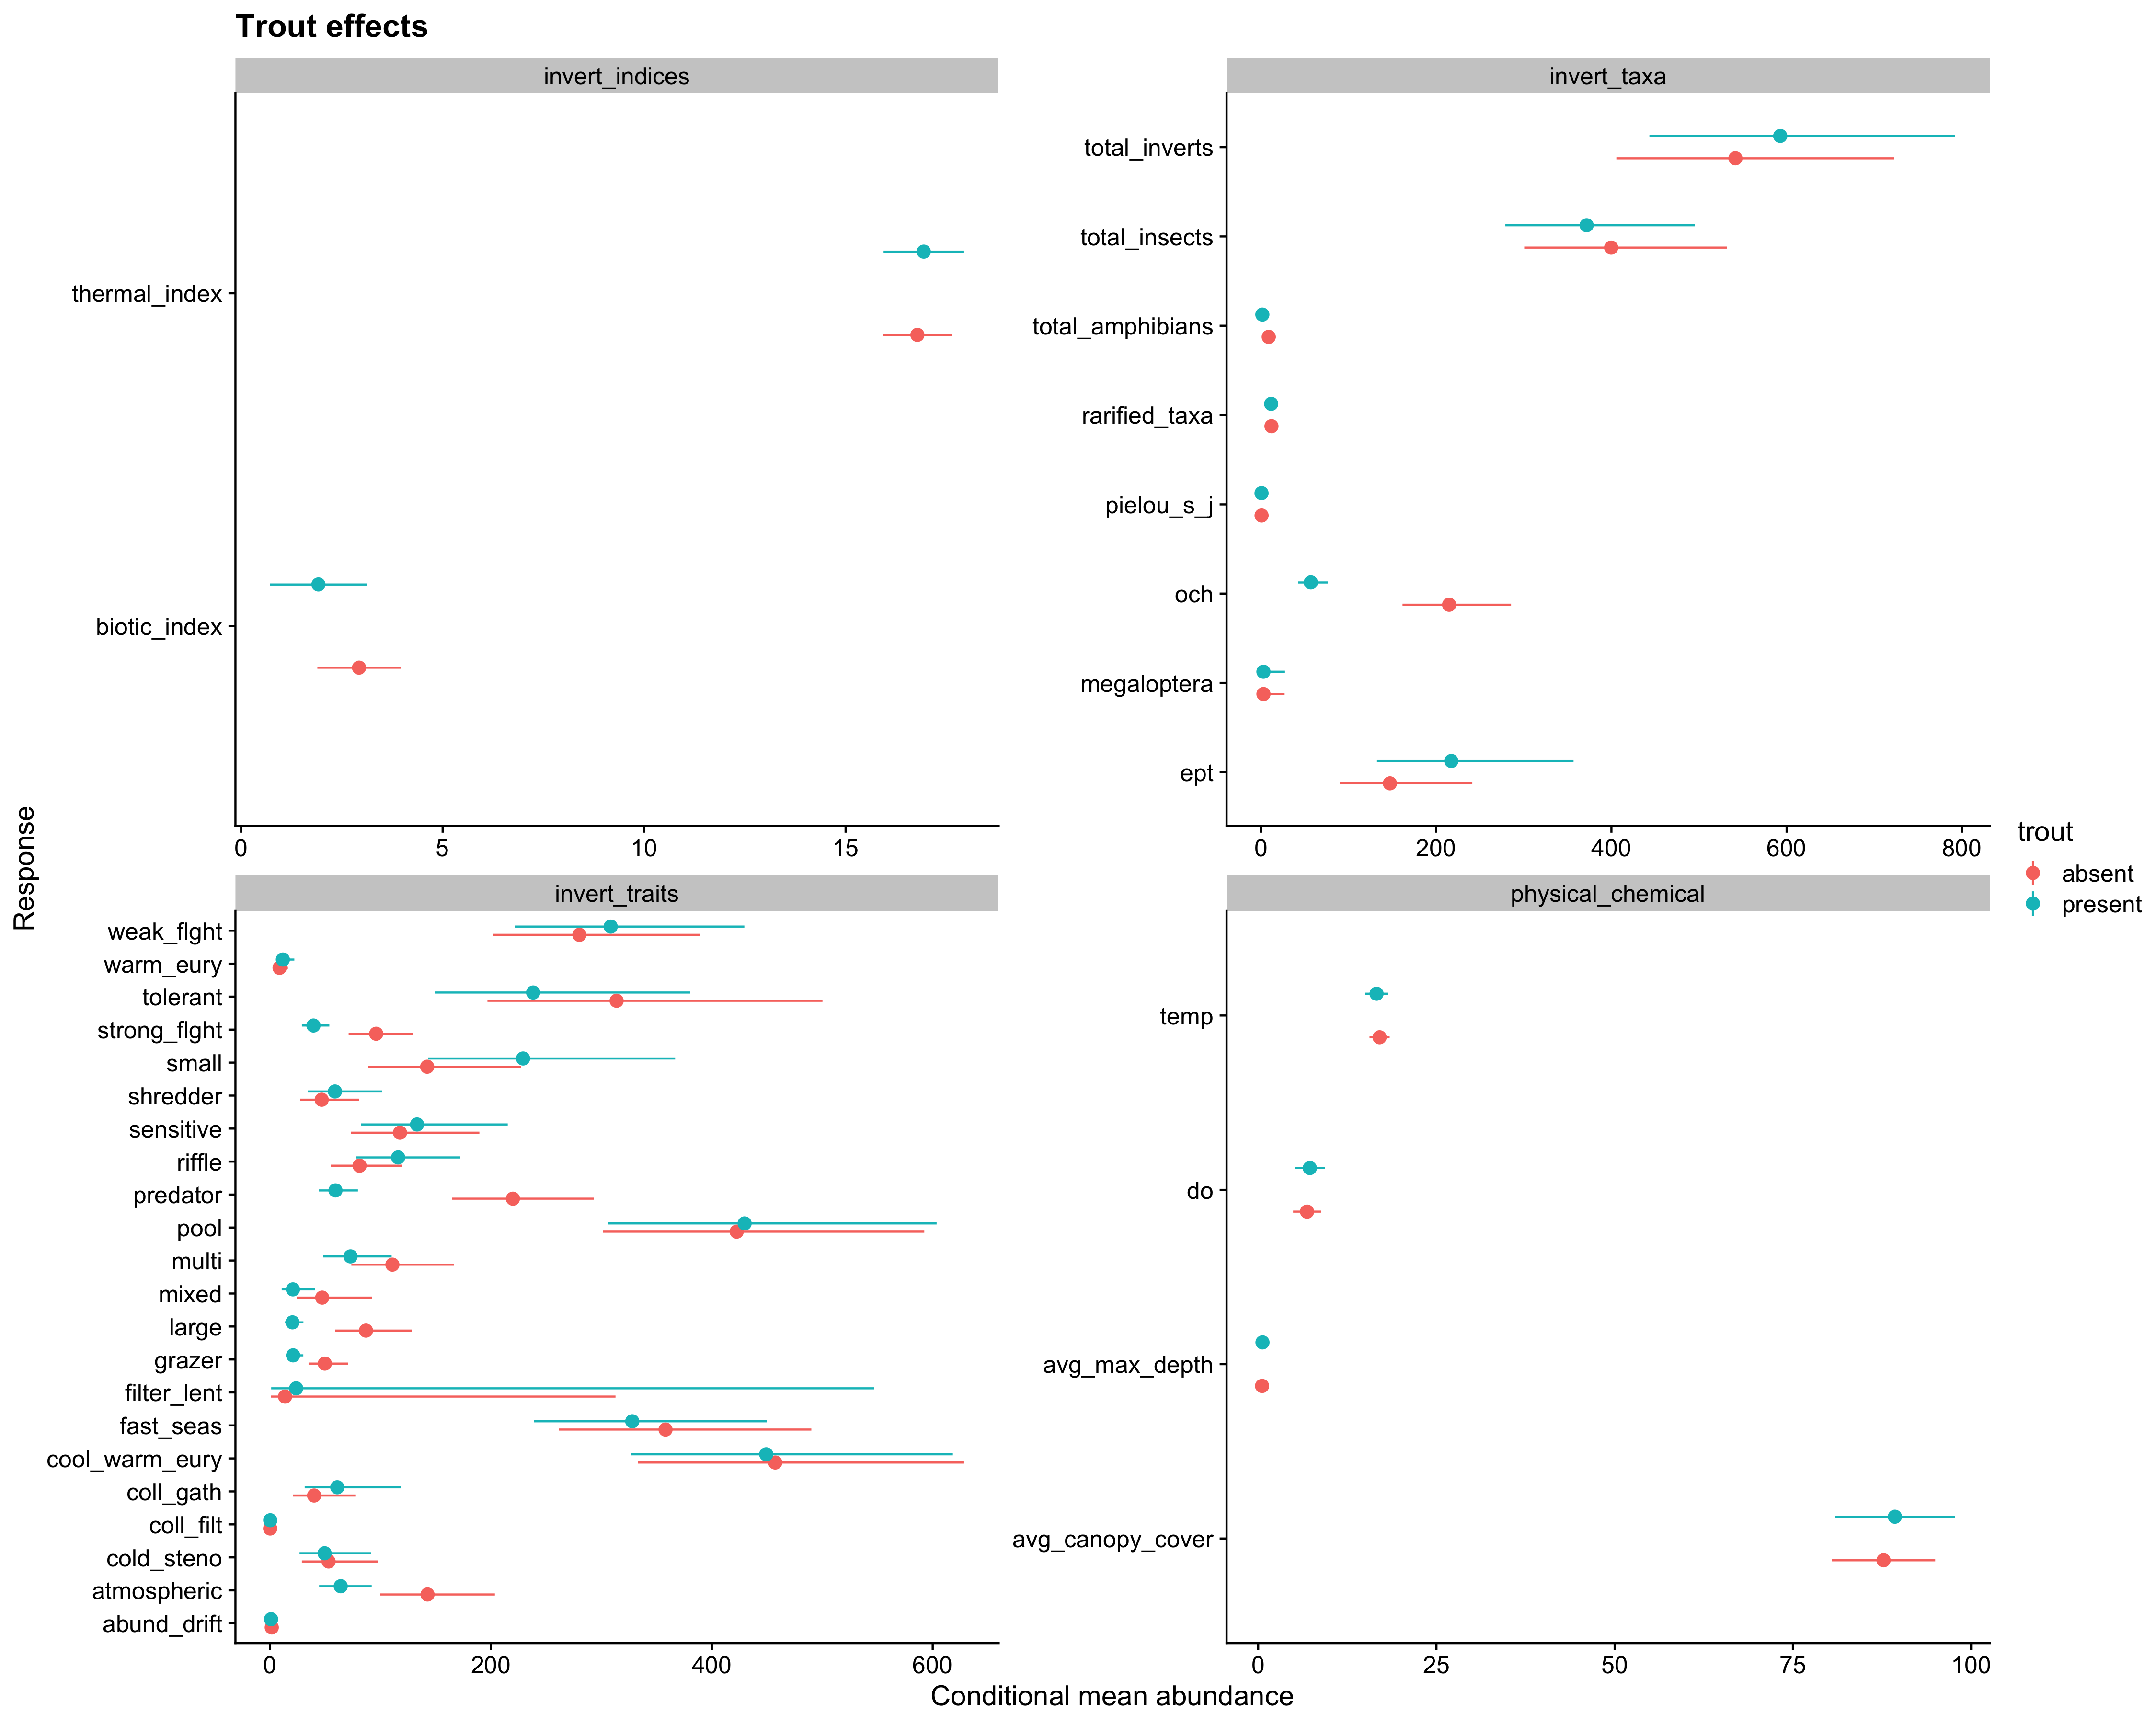 Trout effects
invert_indices
thermal_index
biotic_index
0 5 10 15
invert_taxa
total_inverts
total_insects
total_amphibians
rarified_taxa
pielou_s_j
och
megaloptera
ept
0 200 400 600 800
invert_traits
weak_flght
warm_eury
tolerant
strong_flght
small
shredder
sensitive
riffle
predator
pool
multi
mixed
large
grazer
filter_lent
fast_seas
cool_warm_eury
coll_gath
coll_filt
cold_steno
atmospheric
abund_drift
0 200 400 600
physical_chemical
temp
do
avg_max_depth
avg_canopy_cover
0 25 50 75 100
Response
Conditional mean abundance
trout
absent
present